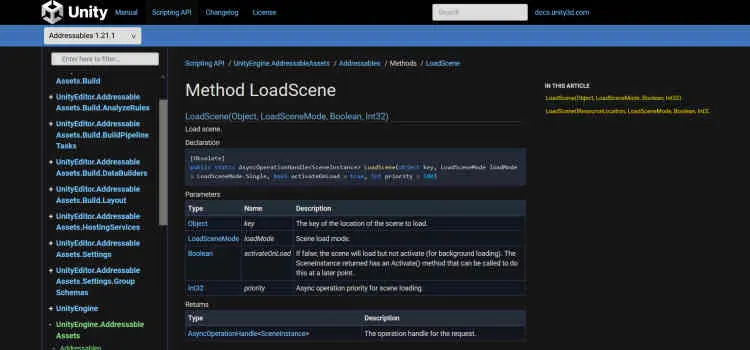 unity
Manual
Scripting API
Changelog
License
Search
docs.unity3d.com
Addressables 1.21.1
Enter here to filter...
Assets.Build
UnityEditor.Addressable
Assets.Build.AnalyzeRules
UnityEditor.Addressable
Assets.Build.BuildPipeline
Tasks
UnityEditor.Addressable
Assets.Build.DataBuilders
UnityEditor.Addressable
Assets.Build.Layout
UnityEditor.Addressable
Assets.HostingServices
UnityEditor.Addressable
Assets.Settings
UnityEditor.Addressable
Assets.Settings.Group
Schemas
UnityEngine
UnityEngine.Addressable
Assets
Addressables
Scripting API / UnityEngine.AddressableAssets / Addressables / Methods / LoadScene
Method LoadScene
LoadScene(Object, LoadSceneMode, Boolean, Int32)
Load scene.
Declaration
[Obsolete]
public static AsyncOperationHandle<SceneInstance> LoadScene(object key, LoadSceneMode loadMode
= LoadSceneMode.Single, bool activateOnLoad = true, int priority = 100)
Parameters
Type Name Description
Object key The key of the location of the scene to load.
LoadSceneMode loadMode Scene load mode.
Boolean activateOnLoad If false, the scene will load but not activate (for background loading). The
SceneInstance returned has an Activate() method that can be called to do
this at a later point.
Int32 priority Async operation priority for scene loading.
Returns
Type Description
AsyncOperationHandle<SceneInstance> The operation handle for the request.
IN THIS ARTICLE
LoadScene(Object, LoadSceneMode, Boolean, Int32)
LoadScene(IResourceLocation, LoadSceneMode, Boolean, Int32